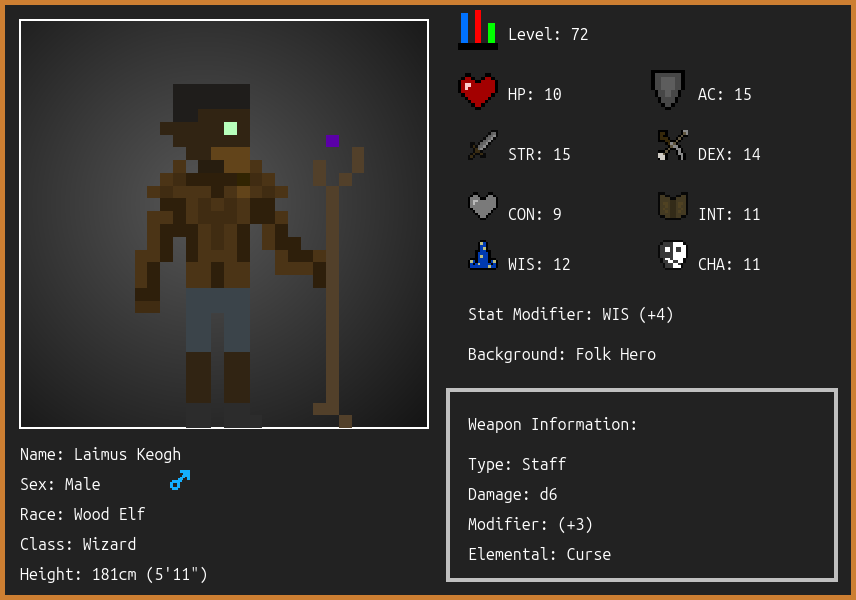 Level: 72
HP: 10
AC: 15
STR: 15
DEX: 14
CON: 9
INT: 11
WIS: 12
CHA: 11
Stat Modifier: WIS (+4)
Background: Folk Hero
Weapon Information:
Type: Staff
Damage: d6
Modifier: (+3)
Elemental: Curse
Name: Laimus Keogh
Sex: Male
Race: Wood Elf
Class: Wizard
Height: 181cm (5'11")